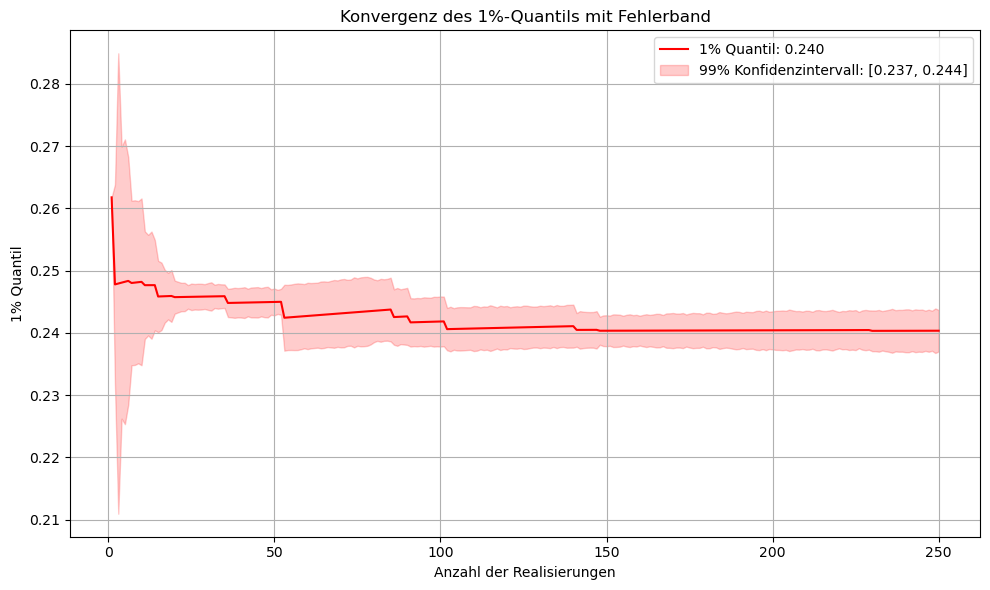 Konvergenz des 1%-Quantils mit Fehlerband
1% Quantil: 0.240
99% Konfidenzintervall: [0.237, 0.244]
1% Quantil
0.28
0.27
0.26
0.25
0.24
0.23
0.22
0.21
0 50 100 150 200 250
Anzahl der Realisierungen